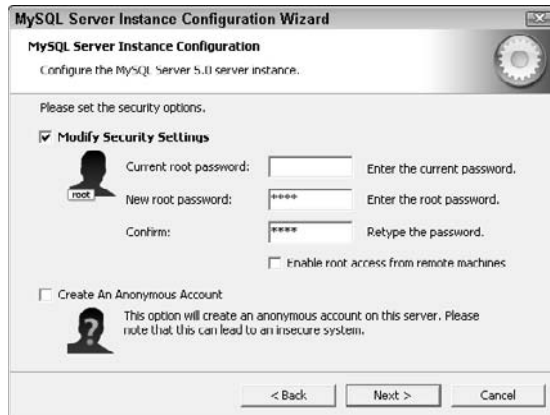 MySQL Server Instance Configuration Wizard
MySQL Server Instance Configuration
Configure the MySQL Server 5.0 server instance.
Please set the security options.
Modify Security Settings
root
Current root password:
Enter the current password.
New root password:
****
Enter the root password.
Confirm:
****
Retype the password.
Enable root access from remote machines
Create An Anonymous Account
This option will create an anonymous account on this server. Please
note that this can lead to an insecure system.
< Back
Next >
Cancel